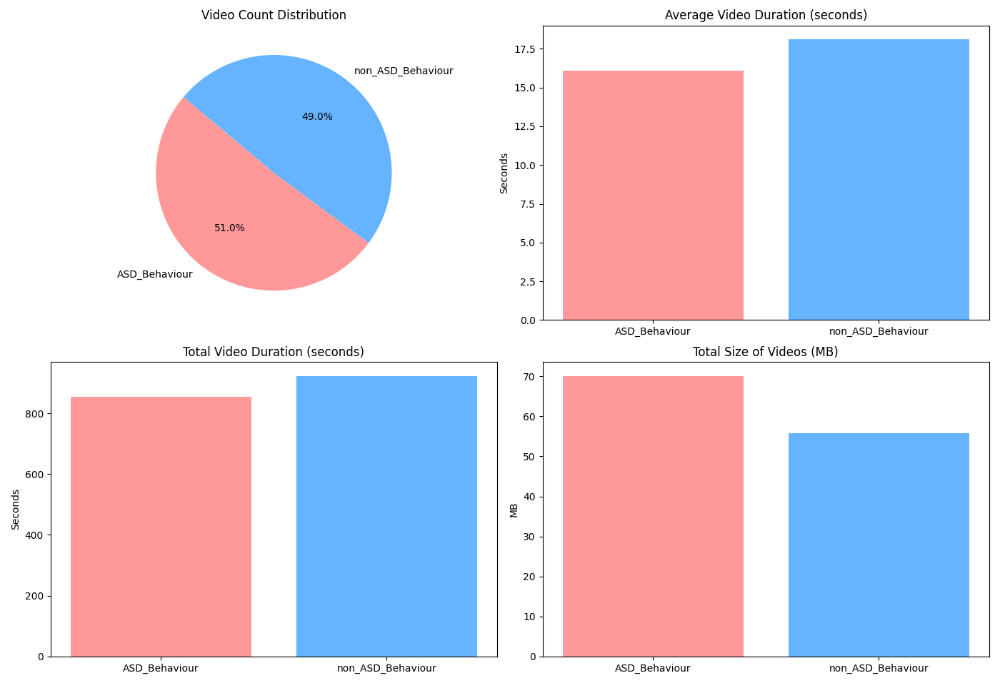 Video Count Distribution
non_ASD_Behaviour
49.0%
51.0%
ASD_Behaviour
Average Video Duration (seconds)
Seconds
17.5
15.0
12.5
10.0
7.5
5.0
2.5
0.0
ASD_Behaviour non_ASD_Behaviour
Total Video Duration (seconds)
Seconds
800
600
400
200
0
ASD_Behaviour non_ASD_Behaviour
Total Size of Videos (MB)
MB
70
60
50
40
30
20
10
0
ASD_Behaviour non_ASD_Behaviour